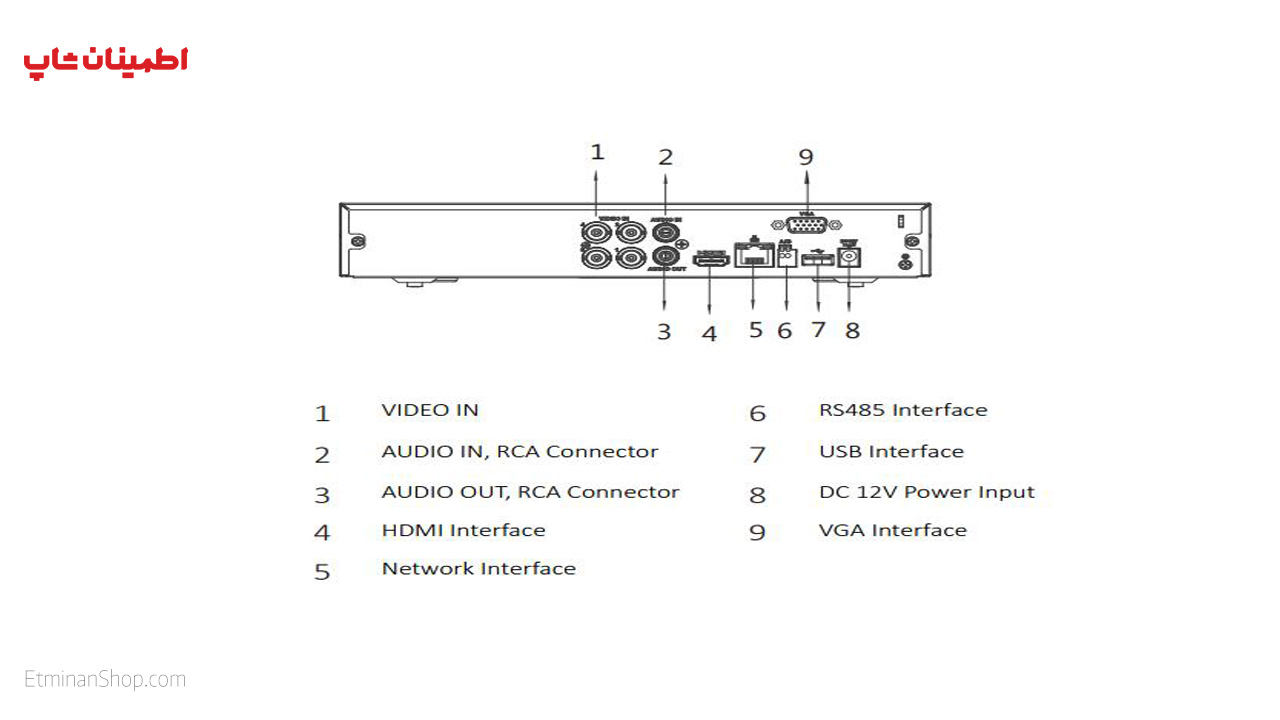 اطمینان شاپ
1
2
9
VIDEO IN
AUDIO IN
VGA
AUDIO OUT
3
4
5
6
7
8
1 VIDEO IN
2 AUDIO IN, RCA Connector
3 AUDIO OUT, RCA Connector
4 HDMI Interface
5 Network Interface
6 RS485 Interface
7 USB Interface
8 DC 12V Power Input
9 VGA Interface
EtminanShop.com